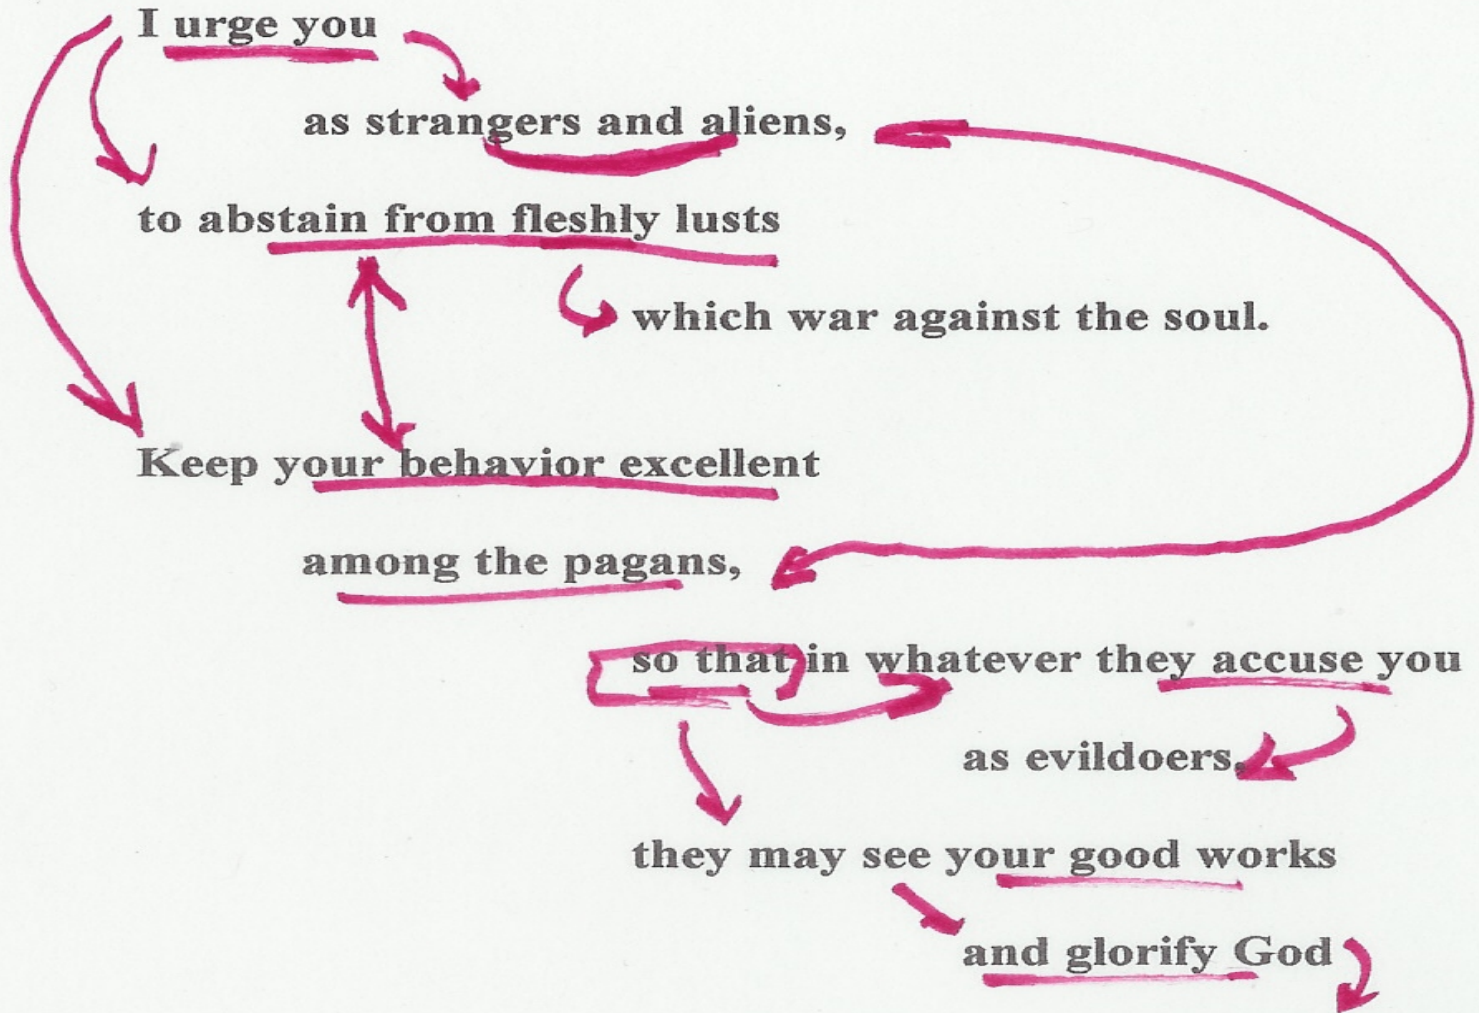 I urge you
as strangers and aliens,
to abstain from fleshly lusts
which war against the soul.
Keep your behavior excellent
among the pagans,
so that in whatever they accuse you
as evildoers,
they may see your good works
and glorify God